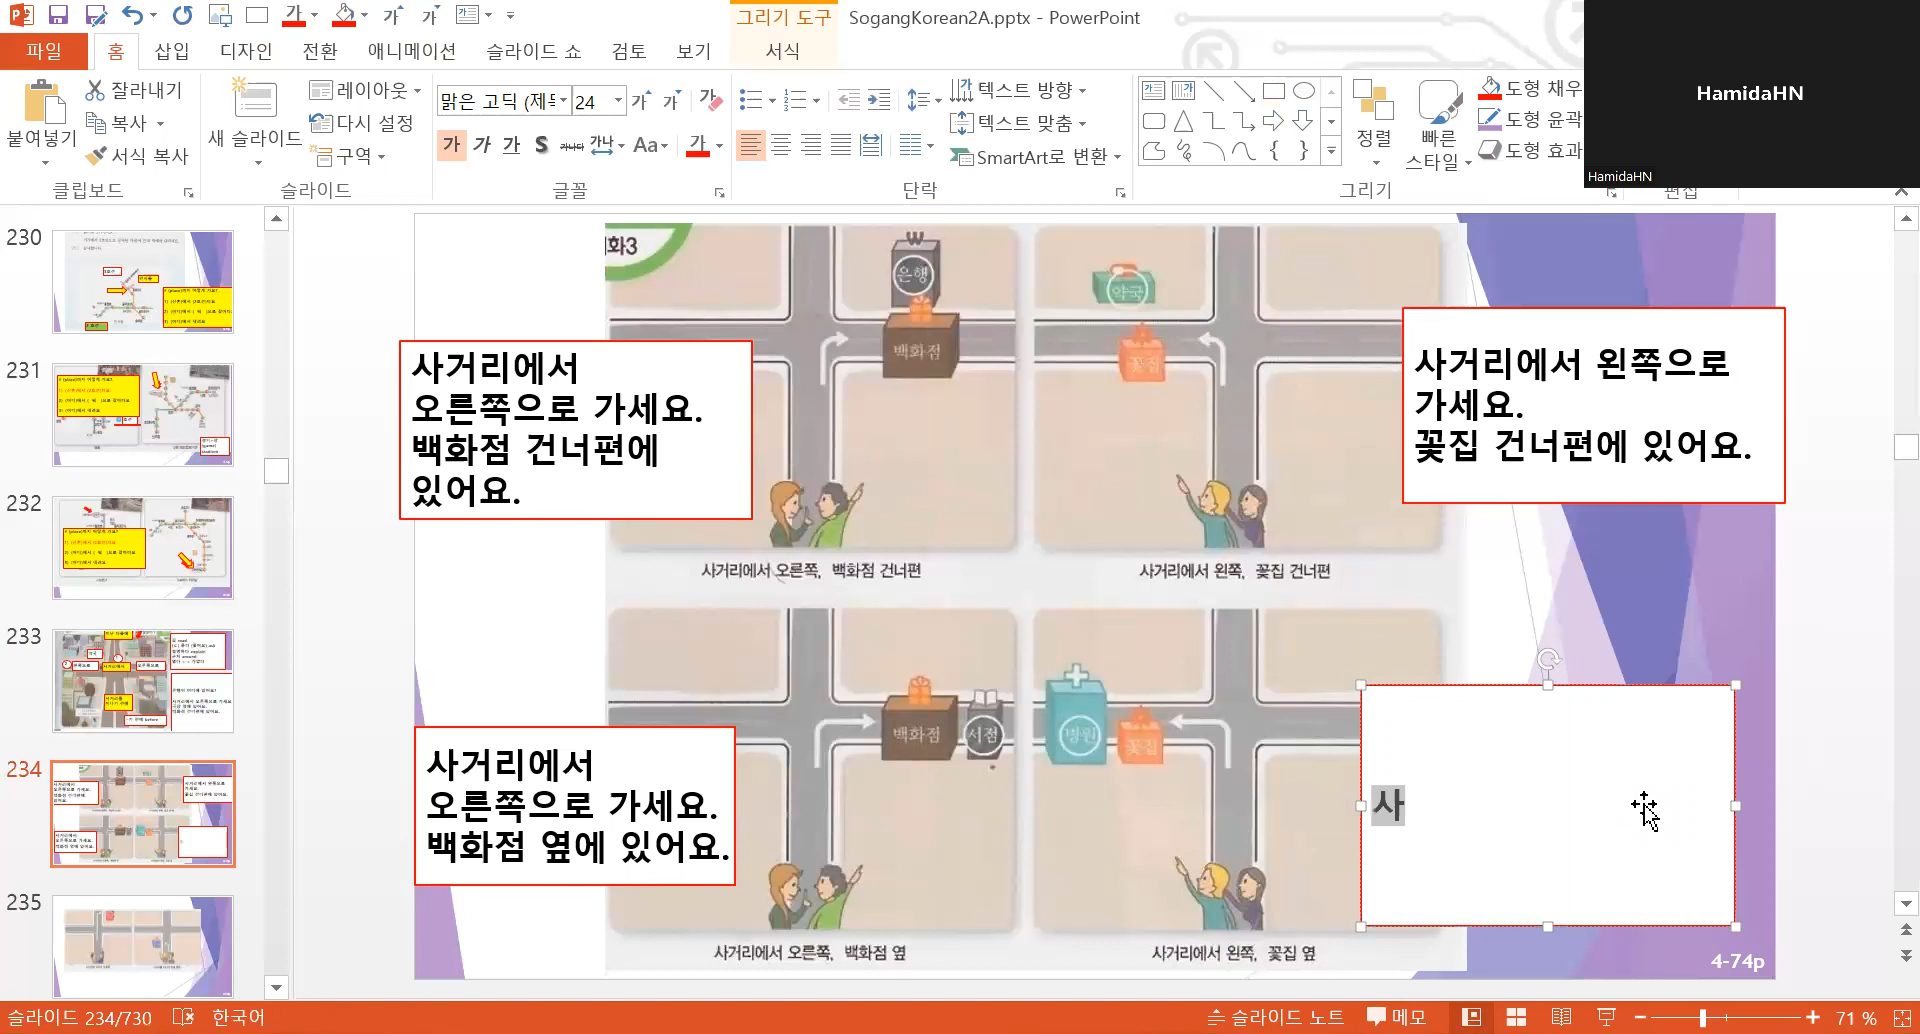 그리기 도구
SogangKorean2A.pptx - PowerPoint
파일
홈
삽입
디자인
전환
애니메이션
슬라이드 쇼
검토
보기
서식
붙여넣기
잘라내기
복사
서식 복사
클립보드
새 슬라이드
레이아웃
다시 설정
구역
슬라이드
맑은 고딕 (제목
24
글꼴
텍스트 방향
텍스트 맞춤
SmartArt로 변환
단락
정렬
빠른
스타일
도형 채우
도형 윤곽
도형 효과
그리기
편집
HamidaHN
HamidaHN
230
231
232
233
234
235
화3
은행
백화점
약국
꽃집
사거리에서
오른쪽으로 가세요.
백화점 건너편에
있어요.
사거리에서 왼쪽으로
가세요.
꽃집 건너편에 있어요.
사거리에서 오른쪽, 백화점 건너편
사거리에서 왼쪽, 꽃집 건너편
백화점
서점
병원
꽃집
사거리에서
오른쪽으로 가세요.
백화점 옆에 있어요.
사
사거리에서 오른쪽, 백화점 옆
사거리에서 왼쪽, 꽃집 옆
4-74p
슬라이드 234/730
한국어
슬라이드 노트
메모
71 %